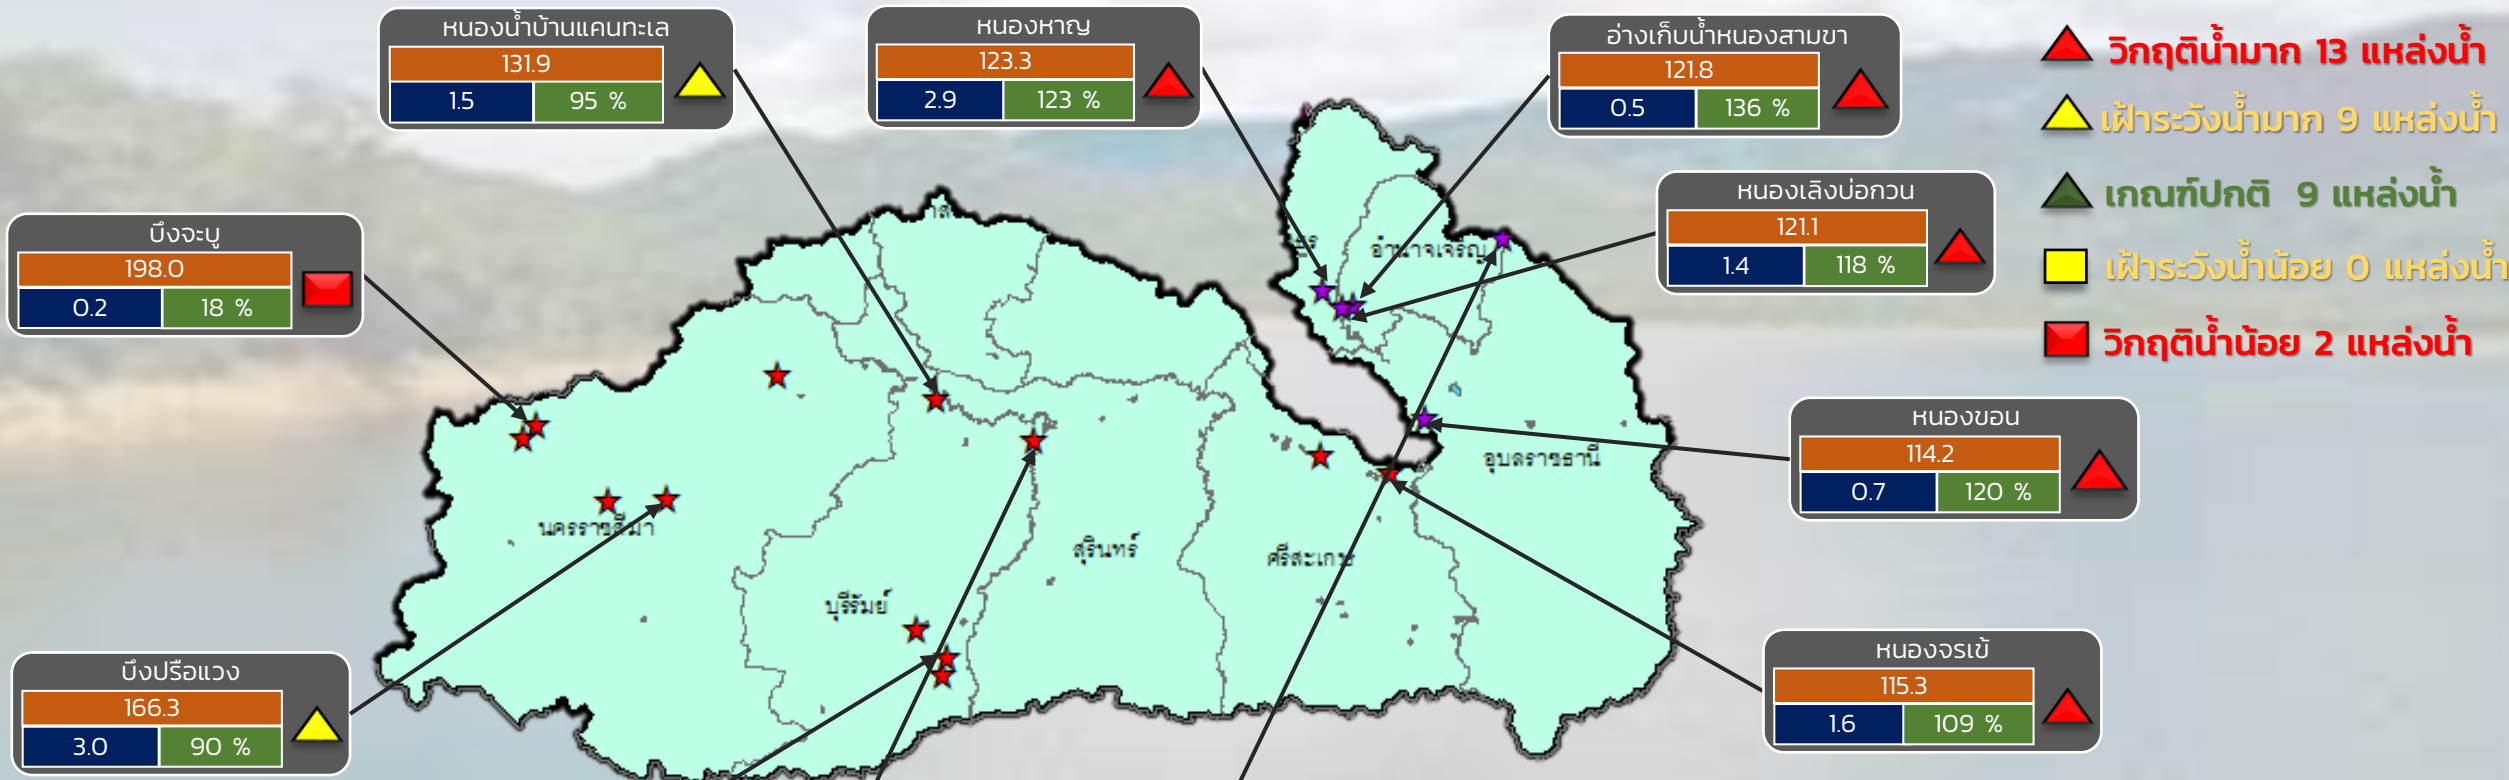 หนองน้ำบ้านแคนทะเล
131.9
1.5 95 %
หนองหาญ
123.3
2.9 123 %
อ่างเก็บน้ำหนองสามขา
121.8
0.5 136 %
วิกฤติน้ำมาก 13 แหล่งน้ำ
เฝ้าระวังน้ำมาก 9 แหล่งน้ำ
เกณฑ์ปกติ 9 แหล่งน้ำ
เฝ้าระวังน้ำน้อย 0 แหล่งน้ำ
วิกฤติน้ำน้อย 2 แหล่งน้ำ
หนองเลิงบ่อกวน
121.1
1.4 118 %
บึงจะบู
198.0
0.2 18 %
อำนาจเจริญ
หนองขอน
114.2
0.7 120 %
อุบลราชธานี
นครราชสีมา
สุรินทร์
ศรีสะเกษ
บุรีรัมย์
หนองจรเข้
115.3
1.6 109 %
บึงปรือแวง
166.3
3.0 90 %